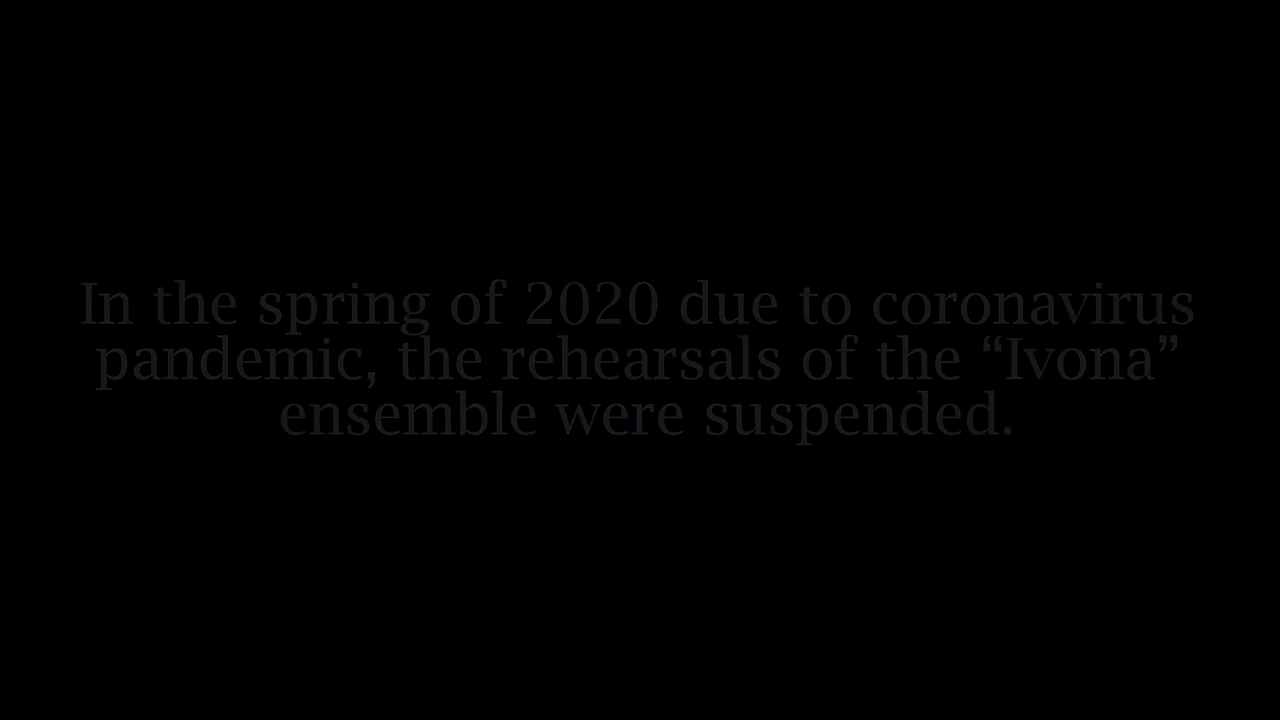 In the spring of 2020 due to coronavirus
pandemic, the rehearsals of the “Ivona”
ensemble were suspended.